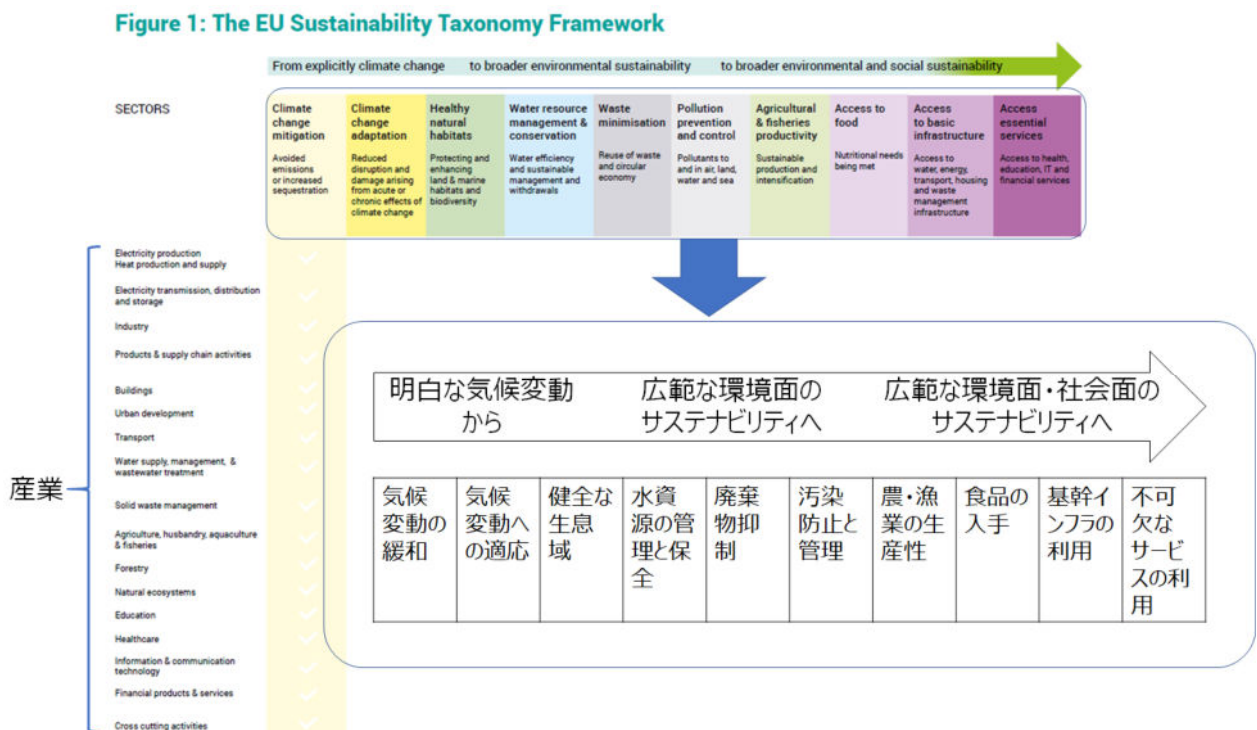 Figure 1: The EU Sustainability Taxonomy Framework
From explicitly climate change to broader environmental sustainability to broader environmental and social sustainability
SECTORS
Climate
change
mitigation
Avoided
emissions
or increased
sequestration
Climate
change
adaptation
Reduced
disruption and
damage arising
from acute or
chronic effects of
climate change
Healthy
natural
habitats
Protecting and
enhancing
land & marine
habitats and
biodiversity
Water resource
management &
conservation
Water efficiency
and sustainable
management and
withdrawals
Waste
minimisation
Reuse of waste
and circular
economy
Pollution
prevention
and control
Pollutants to
and in air, land,
water and sea
Agricultural
& fisheries
productivity
Sustainable
production and
intensification
Access to
food
Nutritional needs
being met
Access
to basic
infrastructure
Access to
water, energy,
transport, housing
and waste
management
infrastructure
Access
essential
services
Access to health,
education, IT and
financial services
産業
Electricity production
Heat production and supply
Electricity transmission, distribution
and storage
Industry
Products & supply chain activities
Buildings
Urban development
Transport
Water supply, management, &
wastewater treatment
Solid waste management
Agriculture, husbandry, aquaculture
& fisheries
Forestry
Natural ecosystems
Education
Healthcare
Information & communication
technology
Financial products & services
Cross cutting activities
明白な気候変動
から
広範な環境面の
サステナビリティへ
広範な環境面・社会面の
サステナビリティへ
気候
変動の
緩和
気候
変動へ
の適応
健全な
生息
域
水資
源の管
理と保
全
廃棄
物抑
制
汚染
防止と
管理
農・漁
業の生
産性
食品の
入手
基幹イ
ンフラの
利用
不可
欠な
サービ
スの利
用